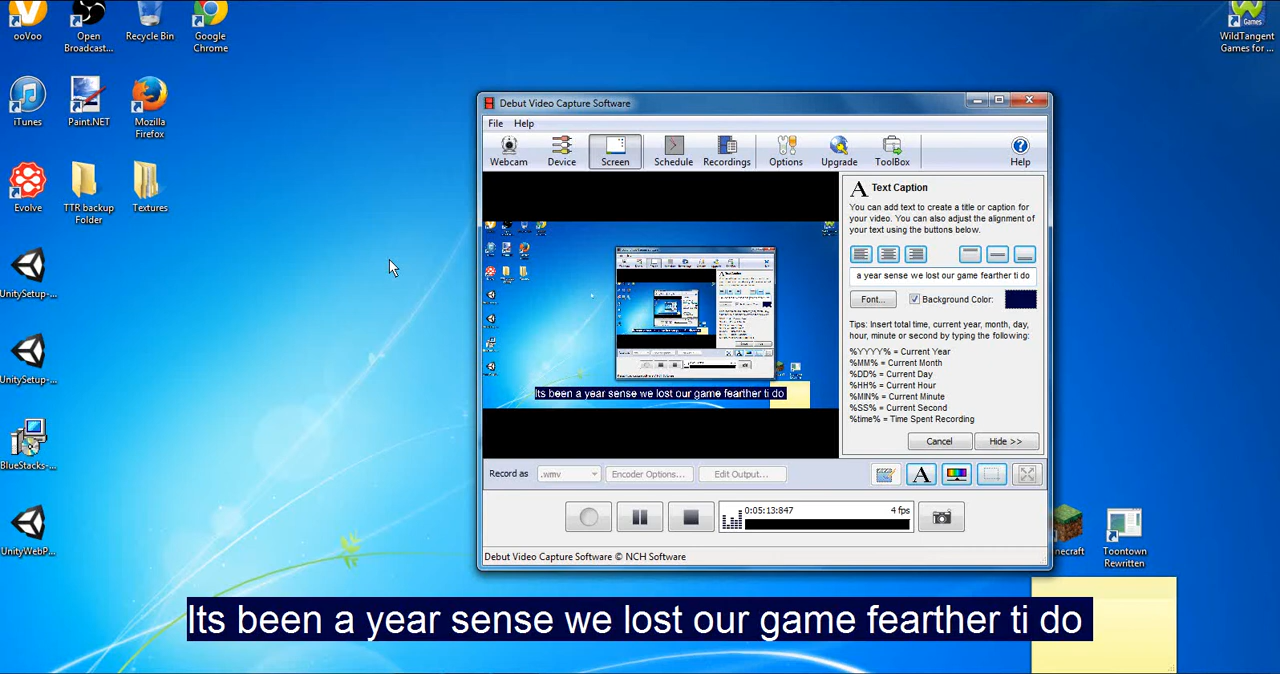 ooVoo
Open
Broadcast...
Recycle Bin
Google
Chrome
Games
WildTangent
Games for ...
iTunes
Paint.NET
Mozilla
Firefox
Evolve
TTR backup
Folder
Textures
UnitySetup-...
UnitySetup-...
BlueStacks-...
UnityWebP...
Debut Video Capture Software
File Help
Webcam Device Screen Schedule Recordings Options Upgrade ToolBox Help
A Text Caption
You can add text to create a title or caption for
your video. You can also adjust the alignment of
your text using the buttons below.
a year sense we lost our game fearther ti do
Font... Background Color:
Tips: Insert total time, current year, month, day,
hour, minute or second by typing the following:
%YYYY% = Current Year
%MM% = Current Month
%DD% = Current Day
%HH% = Current Hour
%MIN% = Current Minute
%SS% = Current Second
%time% = Time Spent Recording
Cancel Hide >>
Its been a year sense we lost our game fearther ti do
Record as .wmv Encoder Options... Edit Output... A
0:05:13:847 4 fps
Debut Video Capture Software © NCH Software
necraft
Toontown
Rewritten
Its been a year sense we lost our game fearther ti do